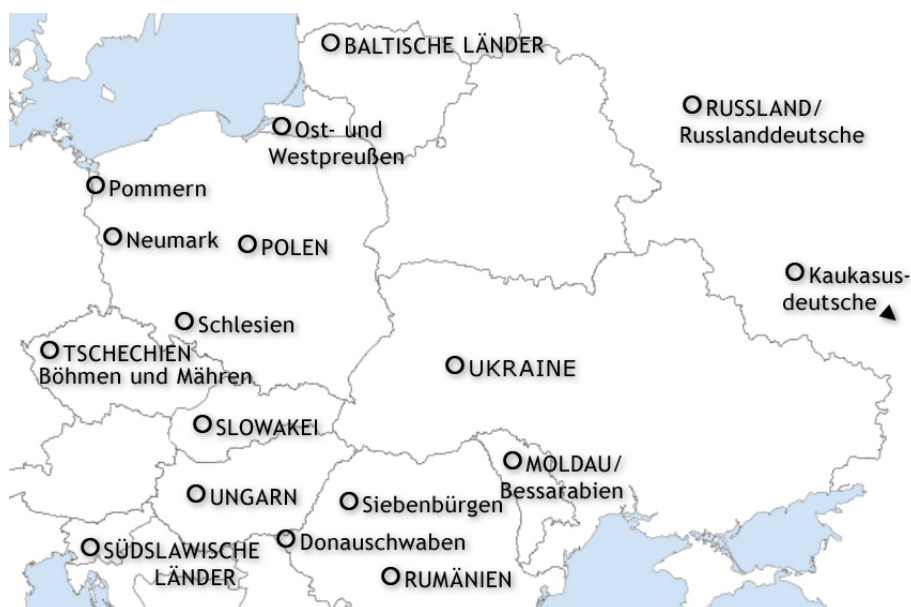 BALTISCHE LÄNDER
RUSSLAND/
Russlanddeutsche
Ost- und
Westpreußen
Pommern
Neumark
POLEN
Kaukasus-
deutsche
Schlesien
TSCHECHIEN
Böhmen und Mähren
UKRAINE
SLOWAKEI
MOLDAU/
Bessarabien
UNGARN
Siebenbürgen
Donauschwaben
SÜDSLAWISCHE
LÄNDER
RUMÄNIEN